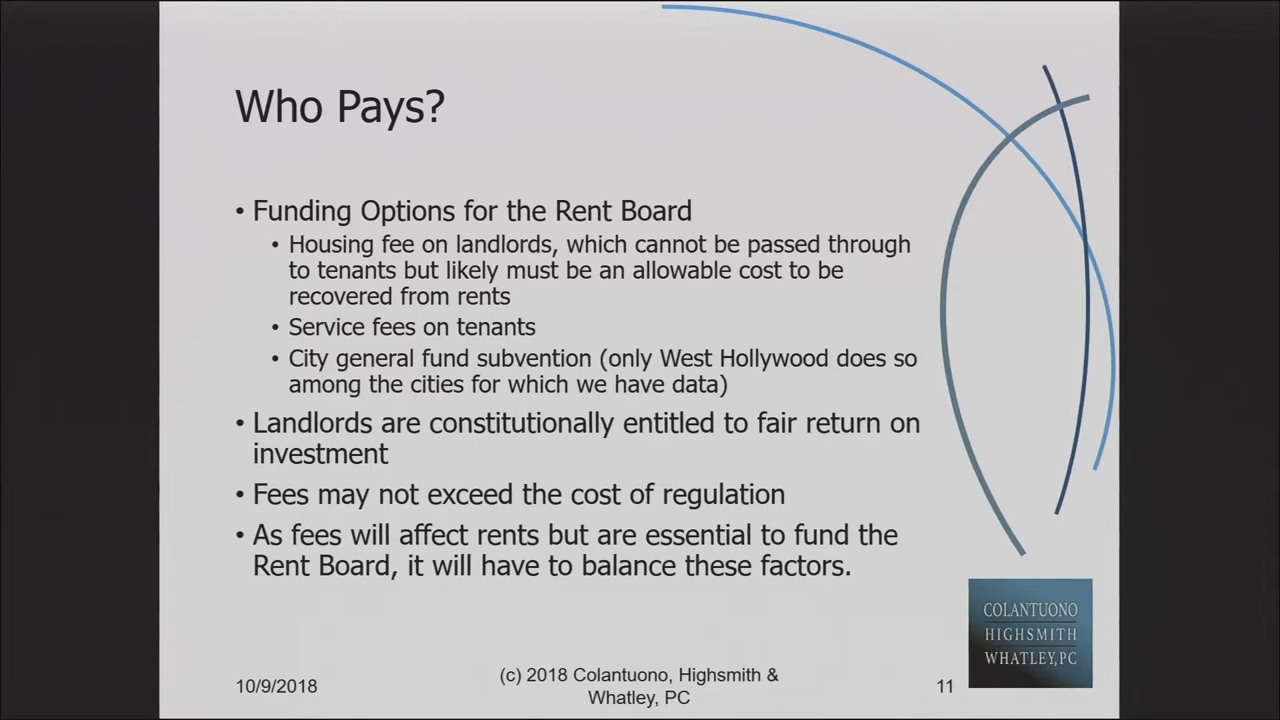 Who Pays?
• Funding Options for the Rent Board
• Housing fee on landlords, which cannot be passed through
to tenants but likely must be an allowable cost to be
recovered from rents
• Service fees on tenants
• City general fund subvention (only West Hollywood does so
among the cities for which we have data)
• Landlords are constitutionally entitled to fair return on
investment
• Fees may not exceed the cost of regulation
• As fees will affect rents but are essential to fund the
Rent Board, it will have to balance these factors.
COLANTUONO
HIGHSMITH
WHATLEY, PC
10/9/2018
(c) 2018 Colantuono, Highsmith &
Whatley, PC
11